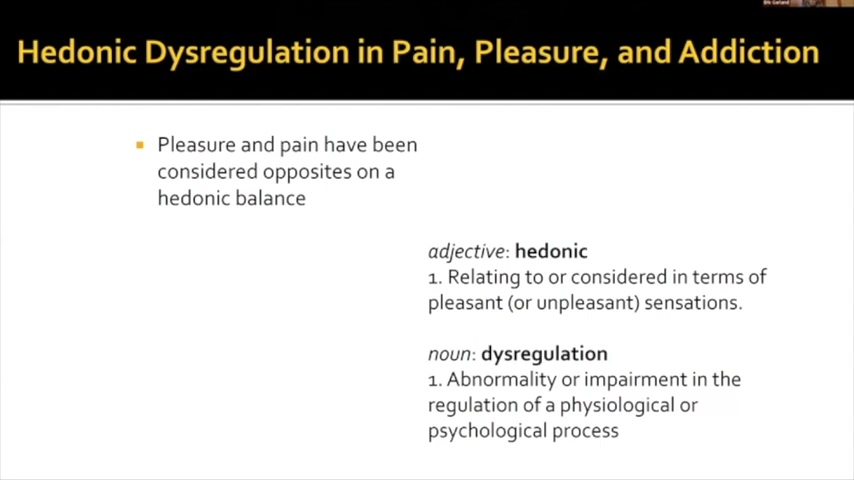 Eric Garland
Hedonic Dysregulation in Pain, Pleasure, and Addiction
▪ Pleasure and pain have been
considered opposites on a
hedonic balance
adjective: hedonic
1. Relating to or considered in terms of
pleasant (or unpleasant) sensations.
noun: dysregulation
1. Abnormality or impairment in the
regulation of a physiological or
psychological process